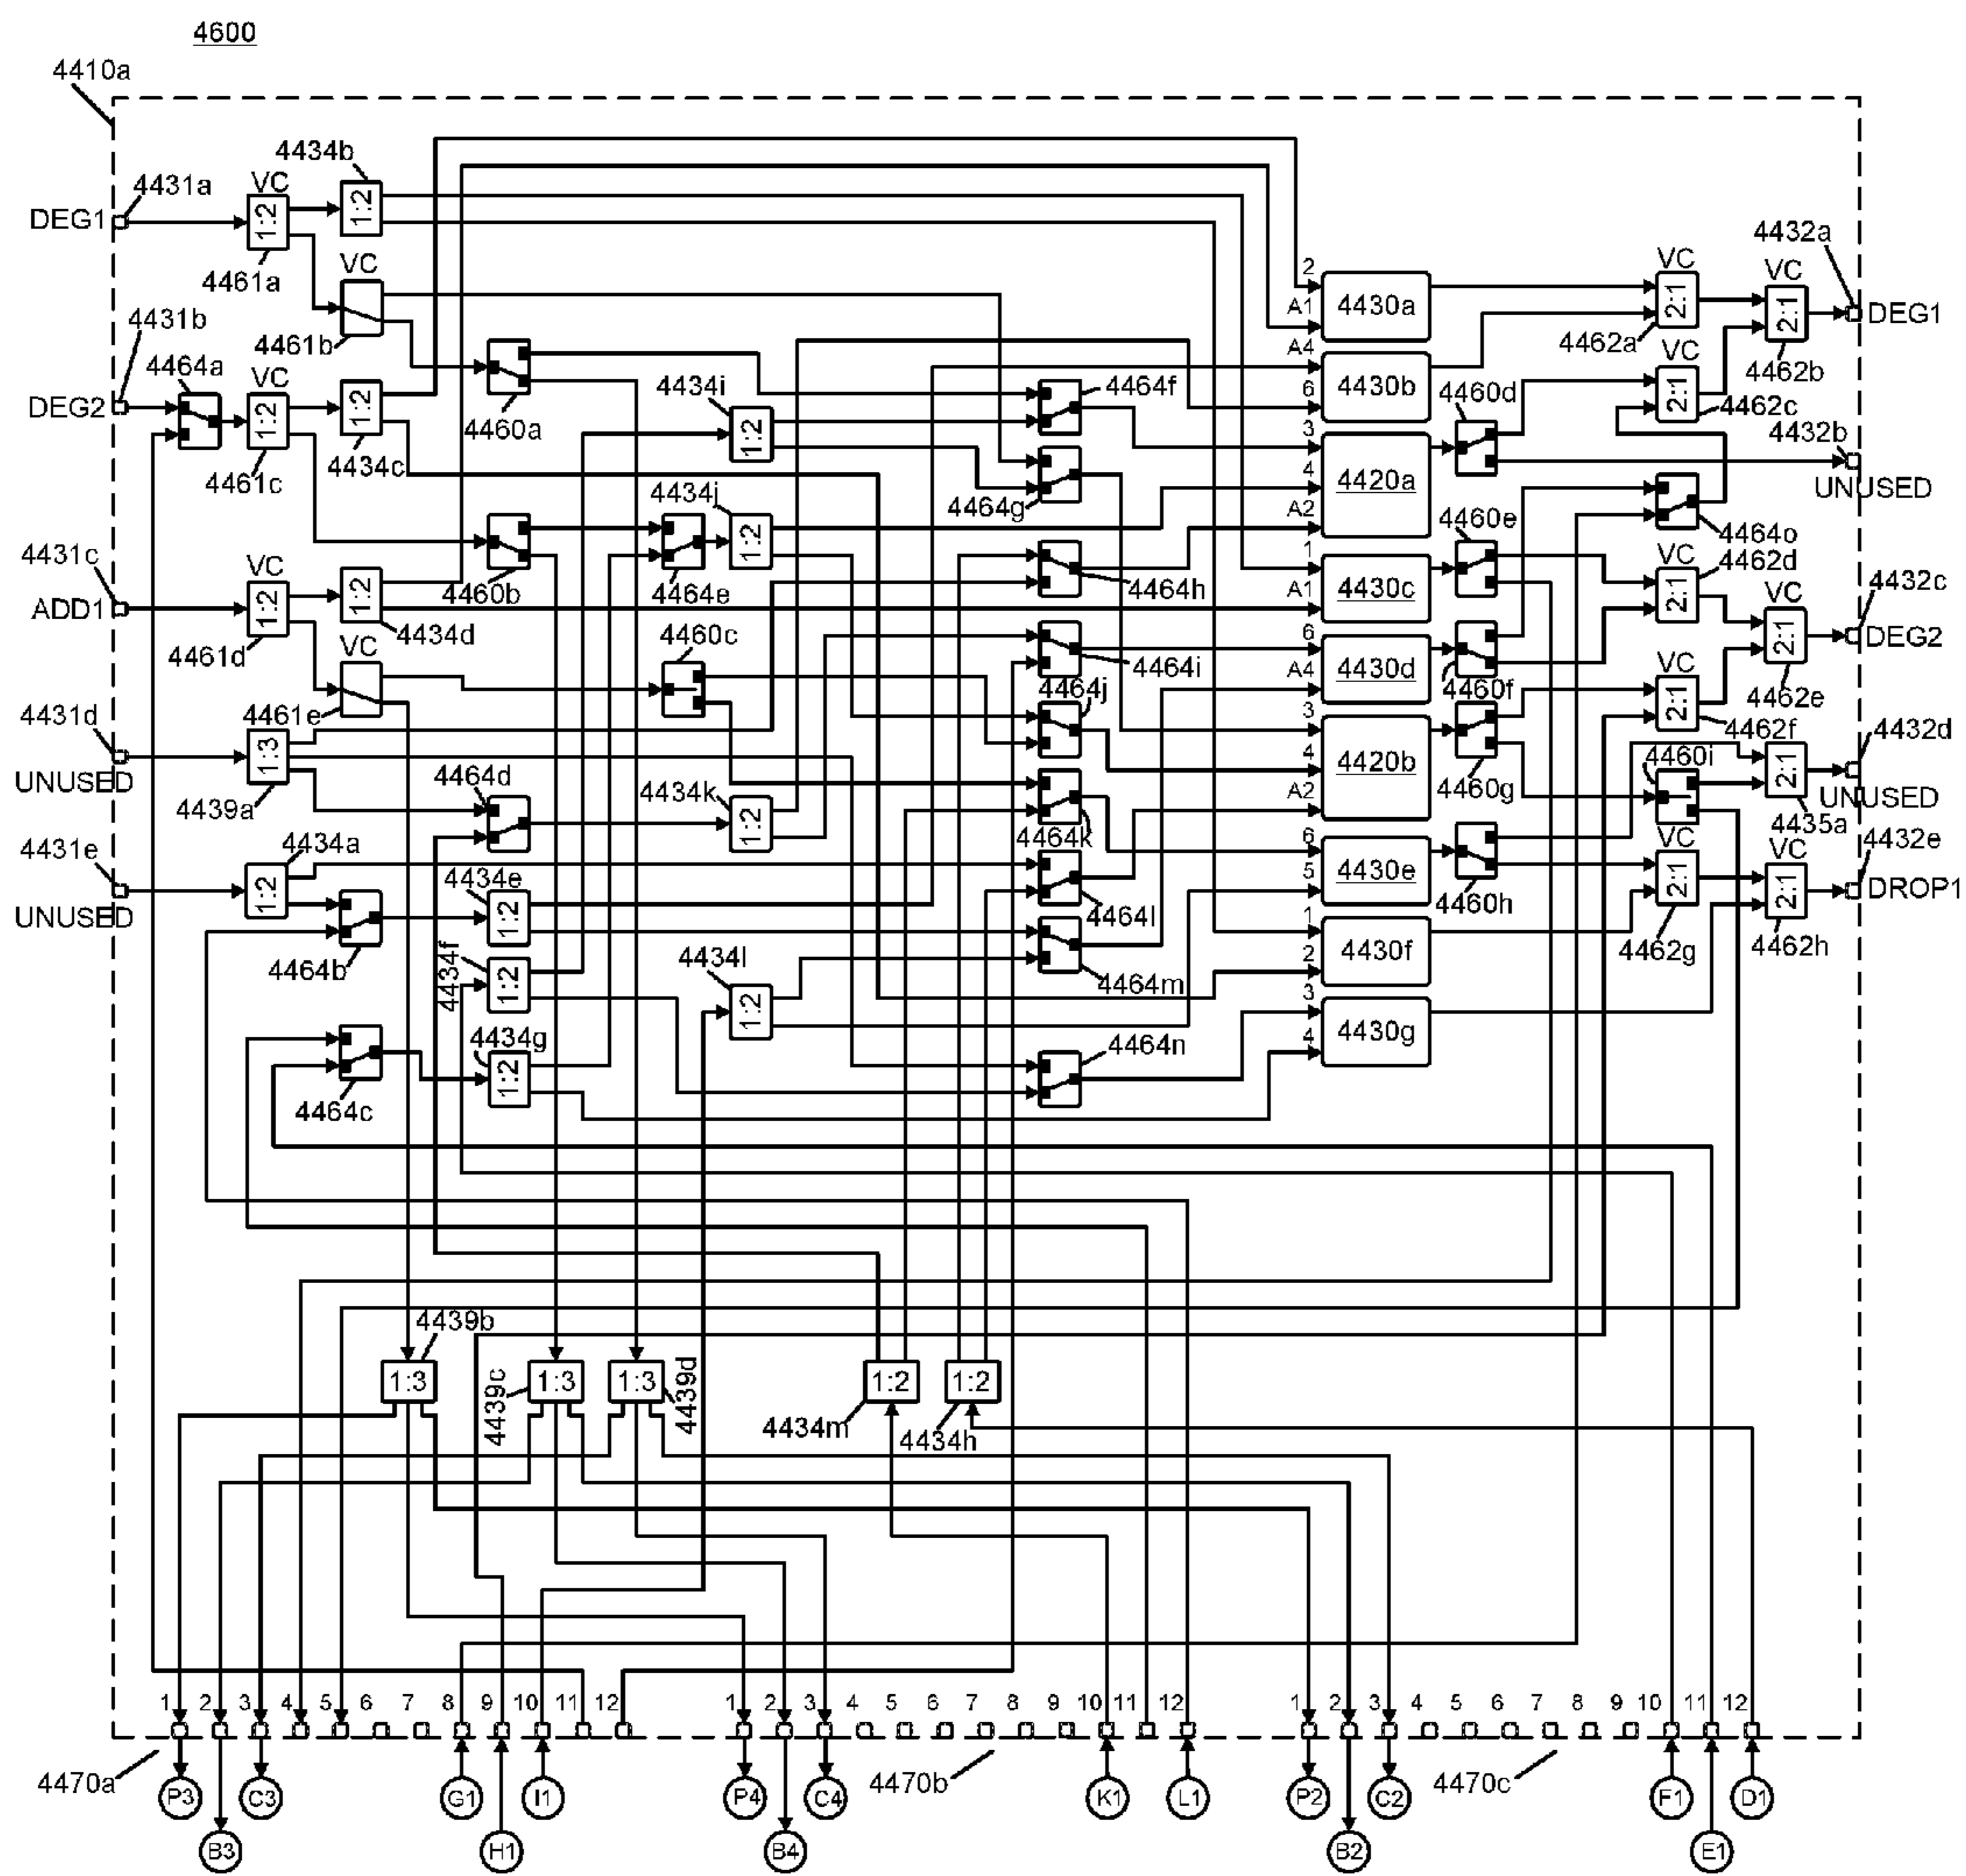 4600
4410a
4434b
4431a
VC
DEG1
1:2
1:2
4461a
VC
4432a
VC
VC
2
A1
4430a
2:1
2:1
DEG1
4431b
4461b
4462a
4464a
VC
4434i
4464f
A4
6
4430b
4460d
VC
4462b
DEG2
1:2
1:2
4460a
1:2
2:1
4462c
4432b
4434c
4461c
3
4
A2
4420a
UNUSED
4434j
4464g
4460e
4464o
4431c
VC
1:2
1
A1
4430c
4462d
4432c
ADD1
1:2
1:2
4460b
4464e
4464h
2:1
VC
4434d
4461d
VC
4460c
6
A4
4430d
2:1
DEG2
4464i
VC
4460f
4461e
4464j
4462e
2:1
4431d
1:3
3
4
A2
4420b
4462f
4432d
UNUSED
4460i
2:1
4439a
4464d
4434k
1:2
4460g
UNUSED
4464k
VC
4435a
4431e
4434a
6
5
4430e
VC
4432e
1:2
4434e
2:1
2:1
DROP1
UNUSED
1:2
4464l
4460h
4464b
4434f
1:2
4434l
1:2
1
2
4430f
4462g
4462h
4464m
4434g
1:2
3
4
4430g
4464n
4464c
4439b
1:3
4439c
1:3
1:3
4439d
1:2
1:2
4434m
4434h
1 2 3 4 5 6 7 8 9 10 11 12
1 2 3 4 5 6 7 8 9 10 11 12
1 2 3 4 5 6 7 8 9 10 11 12
4470a
4470b
4470c
P3
C3
G1
I1
P4
C4
K1
L1
P2
C2
F1
D1
B3
H1
B4
B2
E1